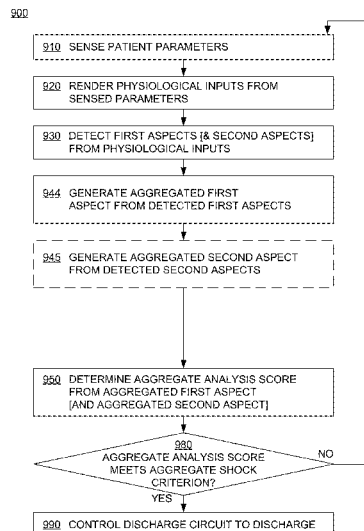 900
910 SENSE PATIENT PARAMETERS
920 RENDER PHYSIOLOGICAL INPUTS FROM
SENSED PARAMETERS
930 DETECT FIRST ASPECTS [& SECOND ASPECTS]
FROM PHYSIOLOGICAL INPUTS
944 GENERATE AGGREGATED FIRST
ASPECT FROM DETECTED FIRST ASPECTS
945 GENERATE AGGREGATED SECOND ASPECT
FROM DETECTED SECOND ASPECTS
950 DETERMINE AGGREGATE ANALYSIS SCORE
FROM AGGREGATED FIRST ASPECT
[AND AGGREGATED SECOND ASPECT]
980
AGGREGATE ANALYSIS SCORE
MEETS AGGREGATE SHOCK
CRITERION?
NO
YES
990 CONTROL DISCHARGE CIRCUIT TO DISCHARGE